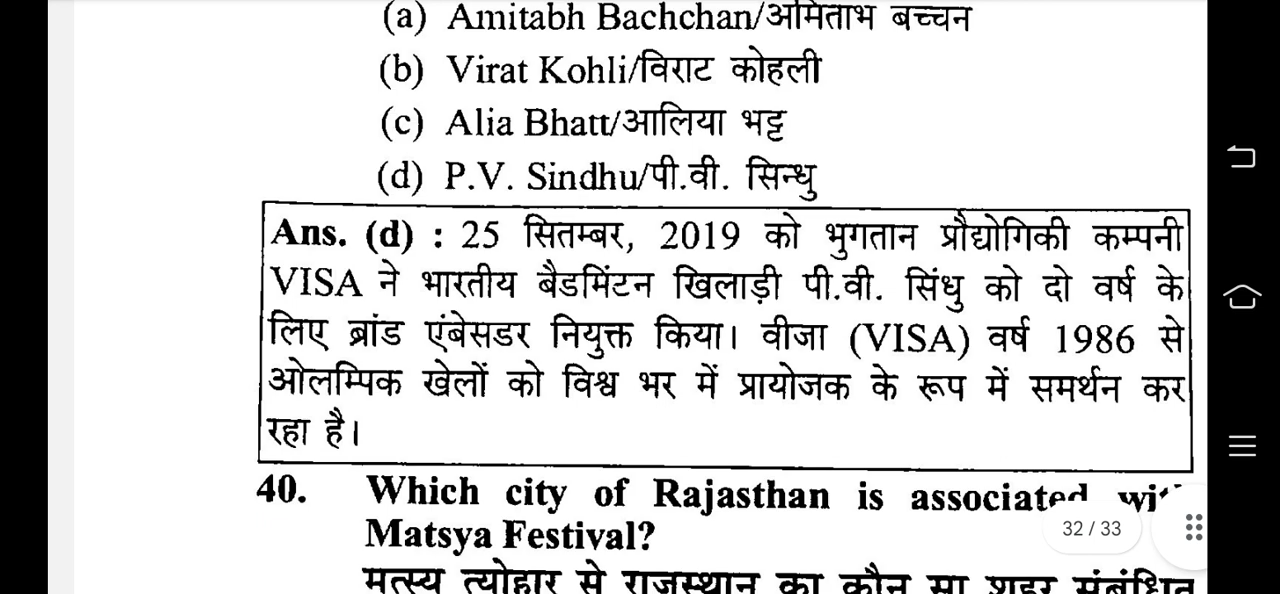 (a) Amitabh Bachchan/अमिताभ बच्चन
(b) Virat Kohli/विराट कोहली
(c) Alia Bhatt/आलिया भट्ट
(d) P.V. Sindhu/पी.वी. सिन्धु
Ans. (d) : 25 सितम्बर, 2019 को भुगतान प्रौद्योगिकी कम्पनी
VISA ने भारतीय बैडमिंटन खिलाड़ी पी.वी. सिंधु को दो वर्ष के
लिए ब्रांड एंबेसडर नियुक्त किया। वीजा (VISA) वर्ष 1986 से
ओलम्पिक खेलों को विश्व भर में प्रायोजक के रूप में समर्थन कर
रहा है।
40. Which city of Rajasthan is associated with
Matsya Festival?
32 / 33
मत्स्य त्योहार से राजस्थान का कौन सा शहर संबंधित